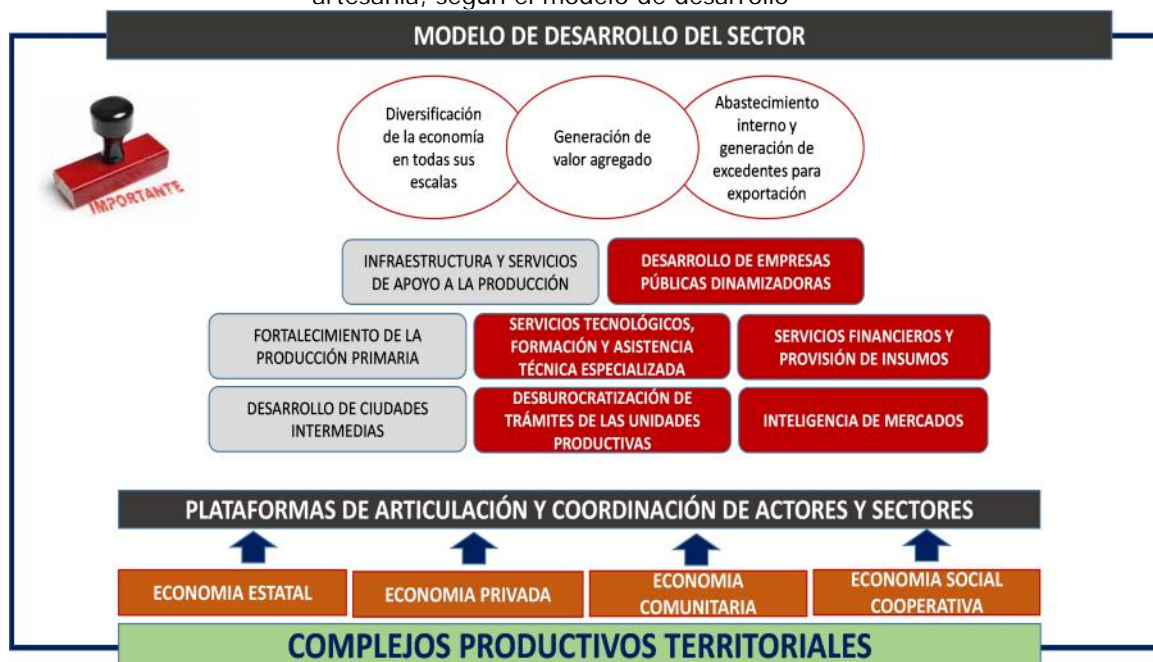 artesanía, según el modelo de desarrollo
MODELO DE DESARROLLO DEL SECTOR
Diversificación
de la economía
en todas sus
escalas
Generación de
valor agregado
Abastecimiento
interno y
generación de
excedentes para
exportación
IMPORTANTE
INFRAESTRUCTURA Y SERVICIOS
DE APOYO A LA PRODUCCIÓN
DESARROLLO DE EMPRESAS
PÚBLICAS DINAMIZADORAS
FORTALECIMIENTO DE LA
PRODUCCIÓN PRIMARIA
SERVICIOS TECNOLÓGICOS,
FORMACIÓN Y ASISTENCIA
TÉCNICA ESPECIALIZADA
SERVICIOS FINANCIEROS Y
PROVISIÓN DE INSUMOS
DESARROLLO DE CIUDADES
INTERMEDIAS
DESBUROCRATIZACIÓN DE
TRÁMITES DE LAS UNIDADES
PRODUCTIVAS
INTELIGENCIA DE MERCADOS
PLATAFORMAS DE ARTICULACIÓN Y COORDINACIÓN DE ACTORES Y SECTORES
ECONOMIA ESTATAL
ECONOMIA PRIVADA
ECONOMIA
COMUNITARIA
ECONOMIA SOCIAL
COOPERATIVA
COMPLEJOS PRODUCTIVOS TERRITORIALES